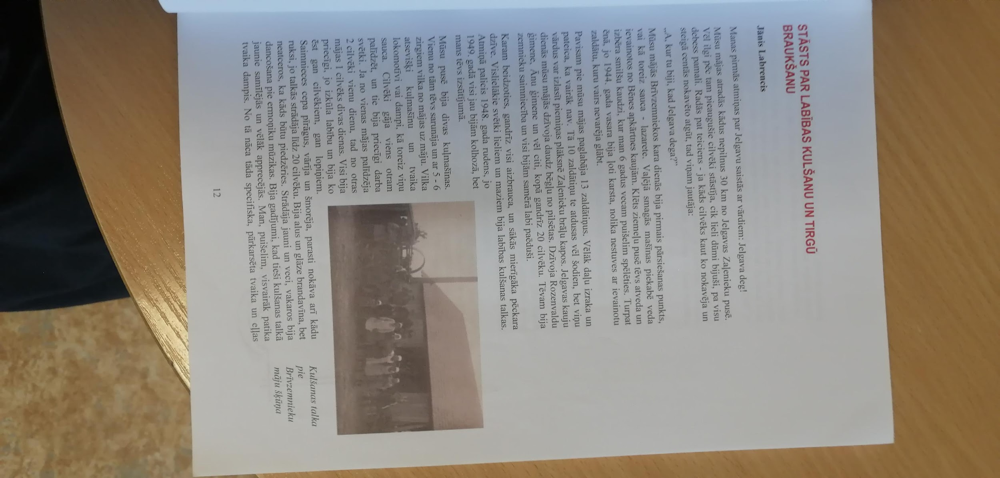 STĀSTS PAR LABĪBAS KULŠANU UN TIRGŪ
BRAUKŠANU
Jānis Labrencis
Manas pirmās atmiņas par Jelgavu saistās ar vārdiem: Jelgava deg!
Mūsu mājas atradās kādus nepilnus 30 km no Jelgavas Zaļenieku pusē.
Vēl ilgi pēc tam pieaugušie cilvēki stāstīja, cik lieli dūmi bijuši, pa visu
debess pamali. Radās pat teiciens - ja kāds cilvēks kaut ko nokavēja un
steigā centās nokavēto atgūt, tad viņam jautāja:
„A, kur tu biji, kad Jelgava dega?”
Mūsu mājās Brīvzemniekos kara dienās bija pirmais pārsiešanas punkts,
vai kā toreiz sauca - lazarete. Vaļējā smagās mašīnas piekabē veda
ievainotos no Bēnes apkārtnes kaujām. Klēts ziemeļu pusē tēvs atveda un
izbēra smilšu kaudzi, kur man 6 gadus vecam puišelim spēlēties. Turpat
ēnā, jo 1944. gada vasara bija ļoti karsta, nolika nestuves ar ievainotu
zaldātu, kuru vairs nevarēja glābt.
Pavisam pie mūsu mājas paglabāja 13 zaldātiņus. Vēlāk daļu izraka un
pateica, ka vairāk nav. Tā 10 zaldātiņu te atdusas vēl šodien, bet viņu
vārdus var izlasīt piemiņas plāksnē Zaļenieku brāļu kapos. Jelgavas kauju
dienās mūsu mājās dzīvoja daudz bēgļu no pilsētas. Dzīvoja Rozenvaldu
ģimene, Ānu ģimene un vēl citi, kopā gandrīz 20 cilvēku. Tēvam bija
zemnieku saimniecība un visi bijām samērā labi paēduši.
Karam beidzoties, gandrīz visi aizbrauca, un sākās mierīgāka pēckara
dzīve. Vislielākie svētki lieliem un maziem bija labības kulšanas talkas.
Atmiņā palicis 1948. gada rudens, jo
1949. gadā visi jau bijām kolhozā, bet
mans tēvs izsūtījumā.
Mūsu pusē bija divas kuļmašīnas.
Vienu no tām tēvs sarunāja un ar 5 - 6
zirgiem vilka no mājas uz māju. Vilka
atsevišķi kuļmašīnu un tvaika
lokomotīvi vai dampi, kā toreiz viņu
sauca. Cilvēki gāja viens otram
palīdzēt, un tie bija priecīgi darba
svētki. Ja no vienas mājas palīdzēja
2 cilvēki vienu dienu, tad no otras
mājas 1 cilvēks divas dienas. Visi bija
priecīgi, jo izkūla labību un bija ko
ēst gan cilvēkiem, gan lopiņiem.
Saimnieces cepa pīrāgus, vārīja un šmorēja, parasti nokāva arī kādu
ruksi, jo talkās strādāja līdz 20 cilvēku. Bija alus un glāze brandavīna, bet
neatceros, ka kāds būtu piedzēries. Strādāja jauni un veci, vakaros bija
dancošana pie ermoņiku mūzikas. Bija gadījumi, kad tieši kulšanas talkā
jaunie samīlējās un vēlāk apprecējās. Man, puišelim, visvairāk patika
tvaika dampis. No tā nāca tāda specifiska, pārkarsēta tvaika un eļļas
Kulšanas talka
pie
Brīvzemnieku
māju šķūņa
12